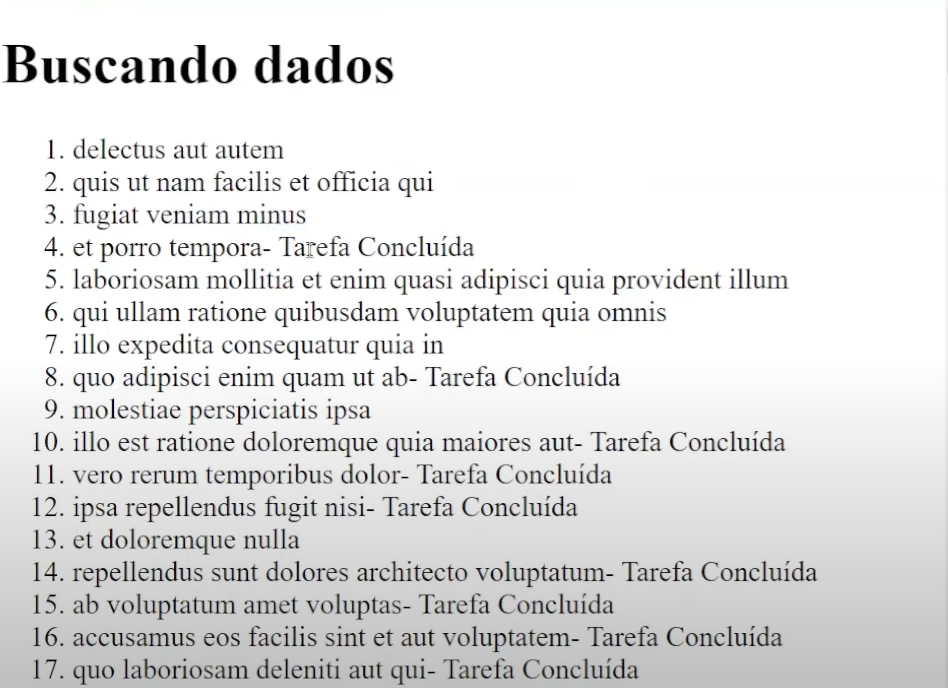 Buscando dados
1. delectus aut autem
2. quis ut nam facilis et officia qui
3. fugiat veniam minus
4. et porro tempora- Tarefa Concluída
5. laboriosam mollitia et enim quasi adipisci quia provident illum
6. qui ullam ratione quibusdam voluptatem quia omnis
7. illo expedita consequatur quia in
8. quo adipisci enim quam ut ab- Tarefa Concluída
9. molestiae perspiciatis ipsa
10. illo est ratione doloremque quia maiores aut- Tarefa Concluída
11. vero rerum temporibus dolor- Tarefa Concluída
12. ipsa repellendus fugit nisi- Tarefa Concluída
13. et doloremque nulla
14. repellendus sunt dolores architecto voluptatum- Tarefa Concluída
15. ab voluptatum amet voluptas- Tarefa Concluída
16. accusamus eos facilis sint et aut voluptatem- Tarefa Concluída
17. quo laboriosam deleniti aut qui- Tarefa Concluída